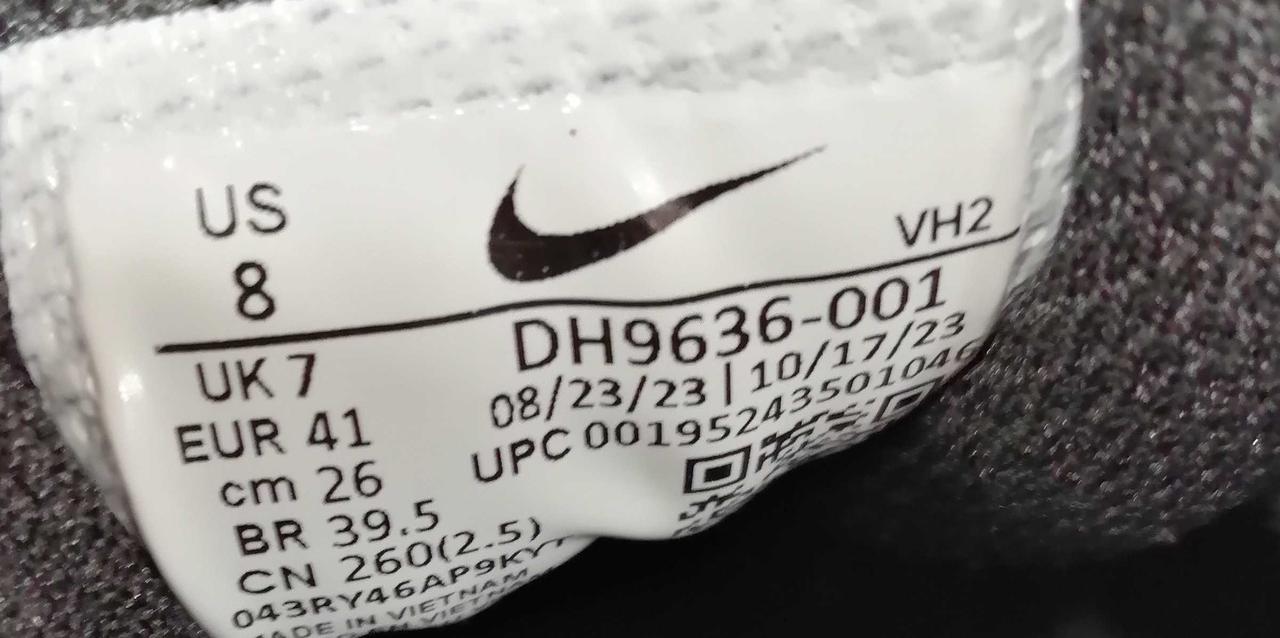 US
8
VH2
UK 7
EUR 41
cm 26
BR 39.5
CN 260(2.5)
DH9636-001
08/23/23 | 10/17/23
UPC 00195243501046
MADE IN VIETNAM